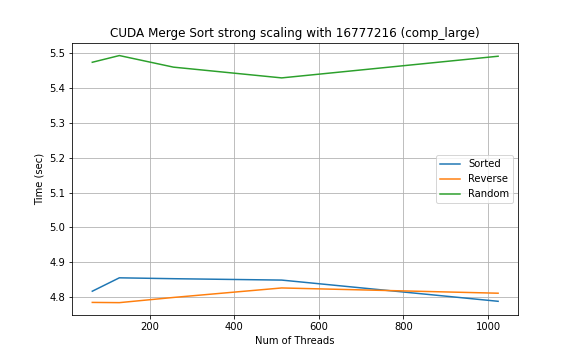 CUDA Merge Sort strong scaling with 16777216 (comp_large)
5.5
5.4
5.3
5.2
5.1
5.0
4.9
4.8
Time (sec)
Sorted
Reverse
Random
200
400
600
800
1000
Num of Threads